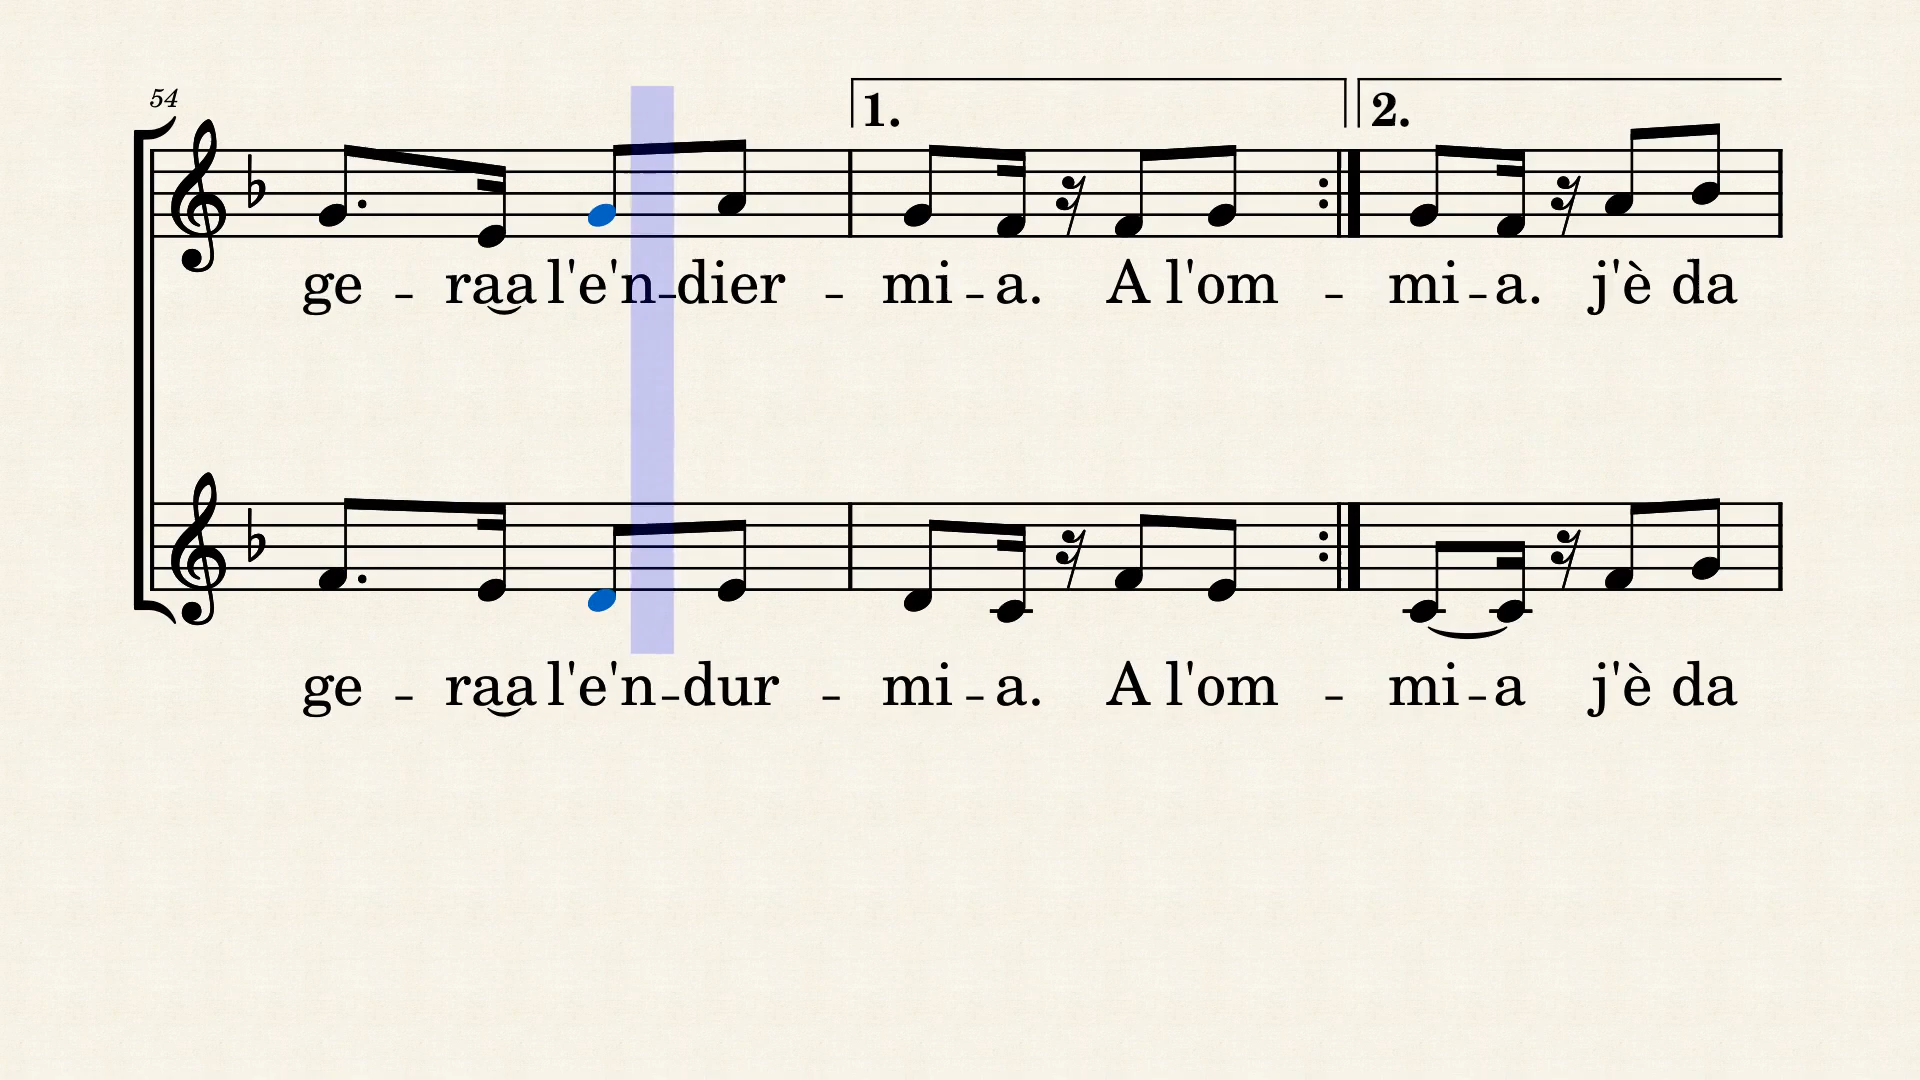 54
1. 2.
ge - raa l'e'n - dier - mi - a. A l'om - mi - a. j'è da
ge - raa l'e'n - dur - mi - a. A l'om - mi - a j'è da